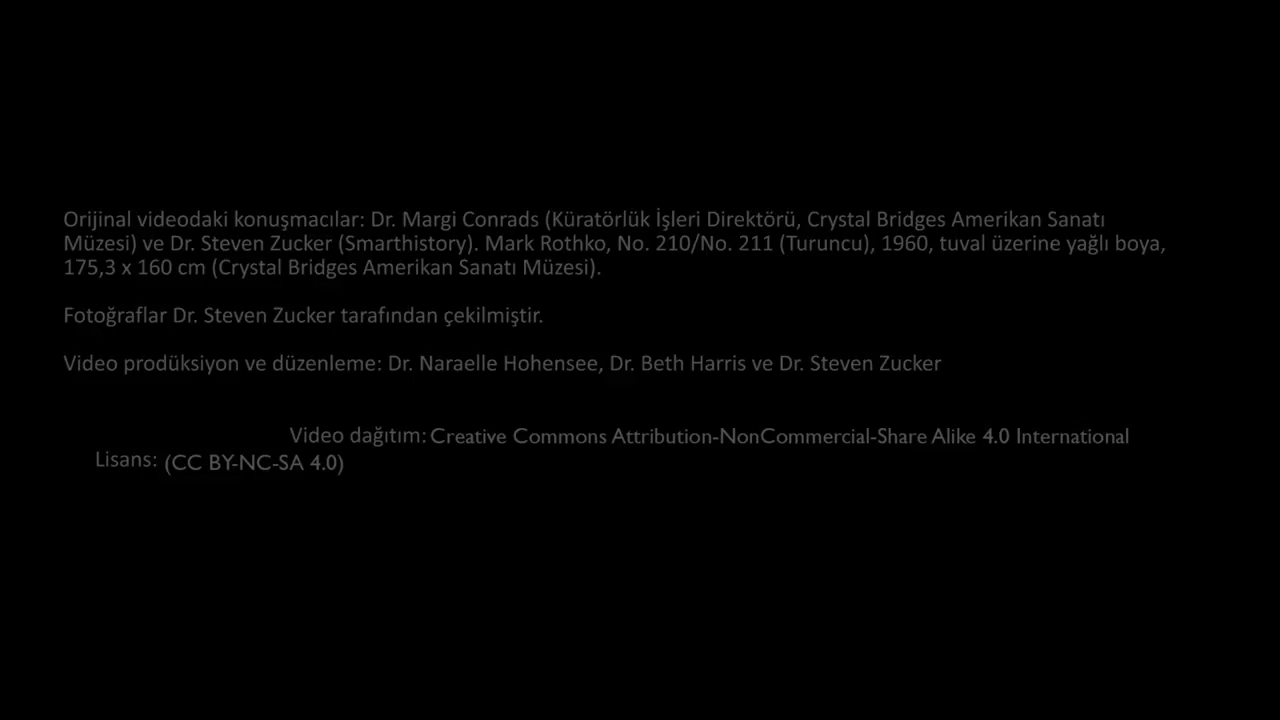 Orijinal videodaki konuşmacılar: Dr. Margi Conrads (Küratörlük İşleri Direktörü, Crystal Bridges Amerikan Sanatı
Müzesi) ve Dr. Steven Zucker (Smarthistory). Mark Rothko, No. 210/No. 211 (Turuncu), 1960, tuval üzerine yağlı boya,
175,3 x 160 cm (Crystal Bridges Amerikan Sanatı Müzesi).
Fotoğraflar Dr. Steven Zucker tarafından çekilmiştir.
Video prodüksiyon ve düzenleme: Dr. Naraelle Hohensee, Dr. Beth Harris ve Dr. Steven Zucker
Video dağıtım: Creative Commons Attribution-NonCommercial-Share Alike 4.0 International
Lisans: (CC BY-NC-SA 4.0)